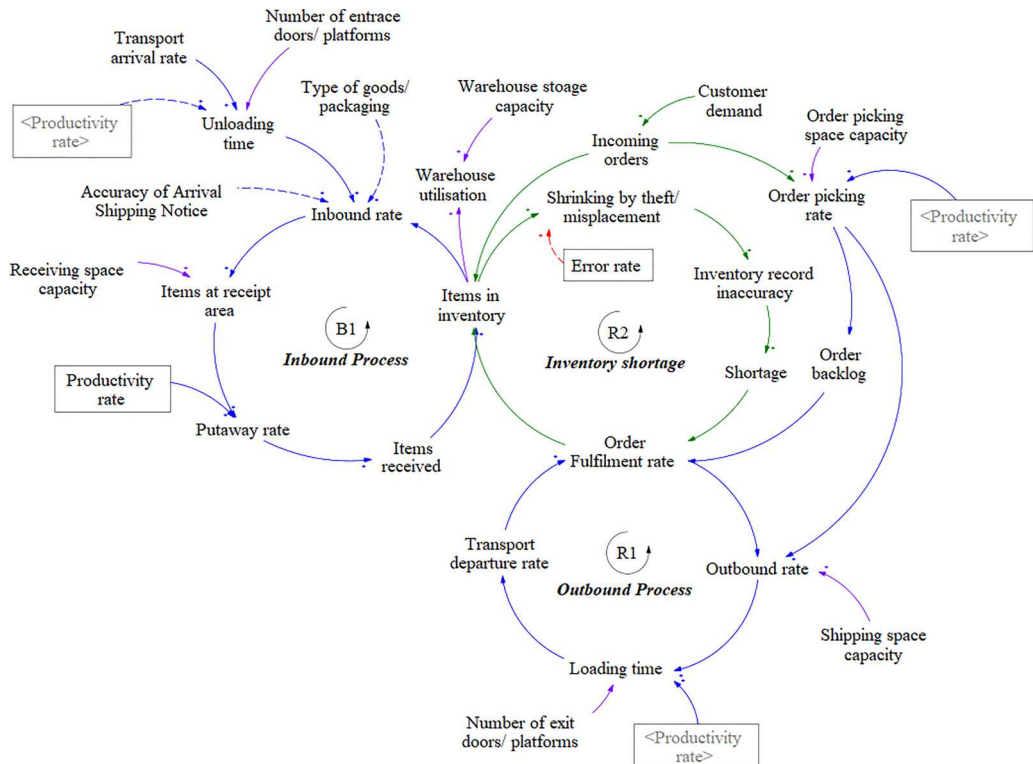 Number of entrace
doors/ platforms
Transport
arrival rate
Type of goods/
packaging
Warehouse stoage
capacity
Customer
demand
Order picking
space capacity
<Productivity
rate>
Unloading
time
Incoming
orders
Warehouse
utilisation
Accuracy of Arrival
Shipping Notice
Inbound rate
Shrinking by theft/
misplacement
Order picking
rate
<Productivity
rate>
Error rate
Receiving space
capacity
Items at receipt
area
Items in
inventory
Inventory record
inaccuracy
B1
Inbound Process
R2
Inventory shortage
Productivity
rate
Shortage
Order
backlog
Putaway rate
Items
received
Order
Fulfilment rate
Transport
departure rate
R1
Outbound Process
Outbound rate
Shipping space
capacity
Loading time
Number of exit
doors/ platforms
<Productivity
rate>